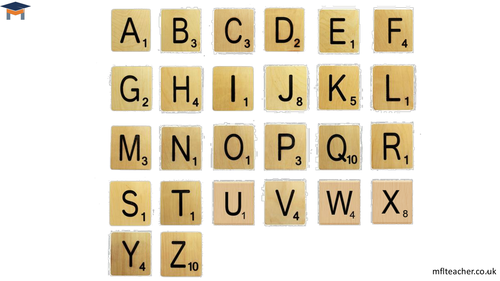 A1 B3 C3 D2 E1 F4
G2 H4 I1 J8 K5 L1
M3 N1 O1 P3 Q10 R1
S1 T1 U1 V4 W4 X8
Y4 Z10
mflteacher.co.uk